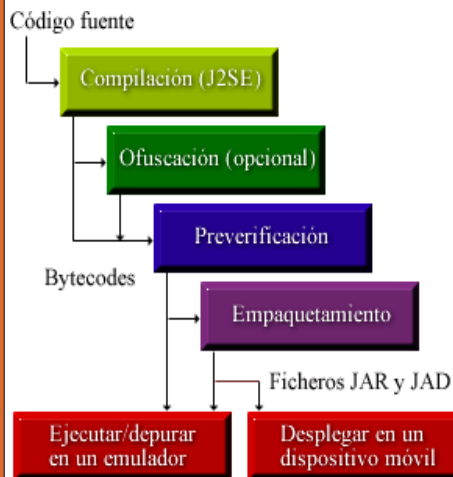 Código fuente
Compilación (J2SE)
Ofuscación (opcional)
Preverificación
Bytecodes
Empaquetamiento
Ficheros JAR y JAD
Ejecutar/depurar
en un emulador
Desplegar en un
dispositivo móvil